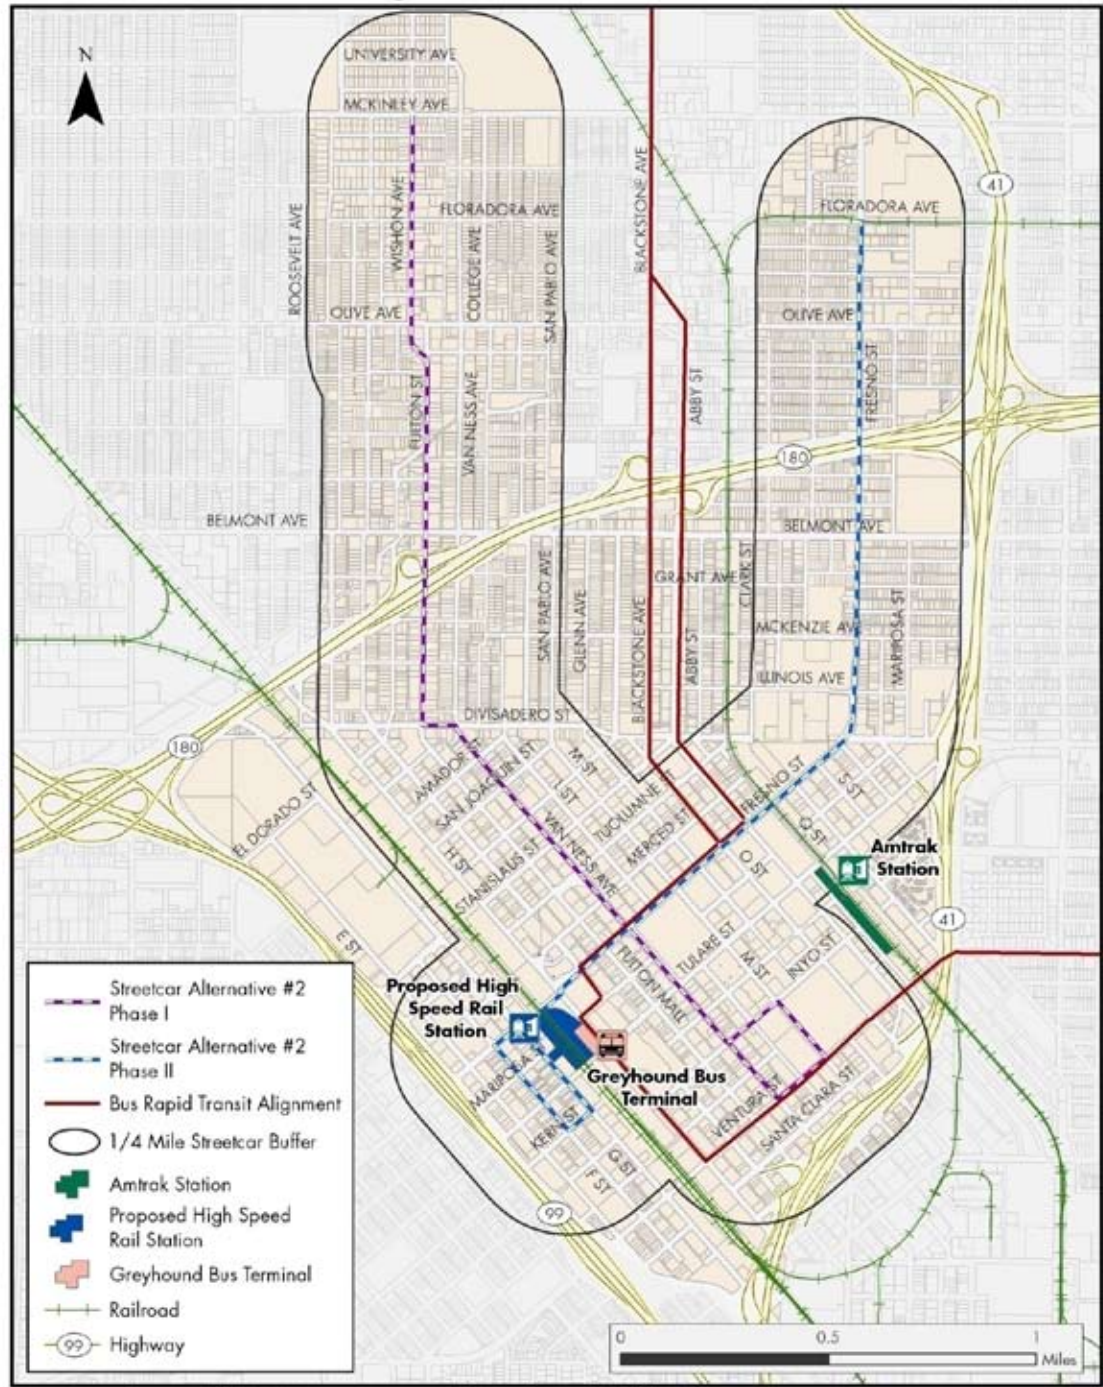 N
UNIVERSITY AVE
MCKINLEY AVE
41
WISHON AVE
ROOSEVELT AVE
FLORADORA AVE
COLLEGE AVE
SAN PABLO AVE
BLACKSTONE AVE
FLORADORA AVE
OLIVE AVE
OLIVE AVE
FULTON ST
VAN NESS AVE
ABBY ST
FRESNO ST
180
BELMONT AVE
BELMONT AVE
SAN PABLO AVE
GLENN AVE
BLACKSTONE AVE
GRANT AVE
CLARK ST
ABBY ST
MCKENZIE AVE
MARIPOSA ST
ILLINOIS AVE
DIVISADERO ST
180
AMADOR ST
SAN JOAQUIN ST
M ST
L ST
TUOLUMNE ST
MERCED ST
FRESNO ST
S ST
Q ST
EL DORADO ST
H ST
STANISLAUS ST
VAN NESS AVE
O ST
Amtrak
Station
41
E ST
FULTON MALL
TULARE ST
M ST
INYO ST
Proposed High
Speed Rail
Station
MARIPOSA
Greyhound Bus
Terminal
KERN ST
VENTURA ST
SANTA CLARA ST
G ST
F ST
99
Streetcar Alternative #2
Phase I
Streetcar Alternative #2
Phase II
Bus Rapid Transit Alignment
1/4 Mile Streetcar Buffer
Amtrak Station
Proposed High Speed
Rail Station
Greyhound Bus Terminal
Railroad
99 Highway
0 0.5 1
Miles